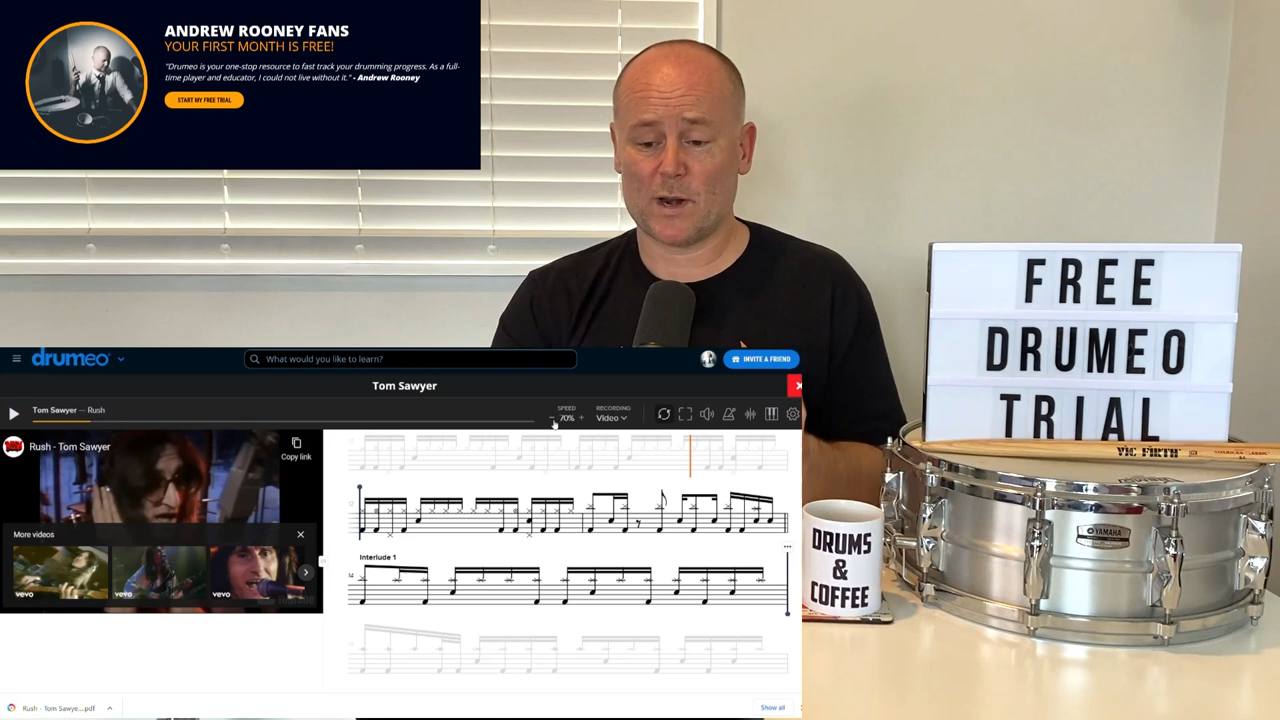 ANDREW ROONEY FANS
YOUR FIRST MONTH IS FREE!
"Drumeo is your one-stop resource to fast track your drumming progress. As a full-
time player and educator, I could not live without it." - Andrew Rooney
START MY FREE TRIAL
FREE
DRUMEO
TRIAL
VIC FIRTH
YAMAHA
DRUMS
&
COFFEE
drumeo
What would you like to learn?
INVITE A FRIEND
Tom Sawyer
Tom Sawyer — Rush
SPEED
70%
RECORDING
Video
Rush - Tom Sawyer
Copy link
More videos
vevo
vevo
vevo
Interlude 1
Rush - Tom Sawye....pdf
Show all